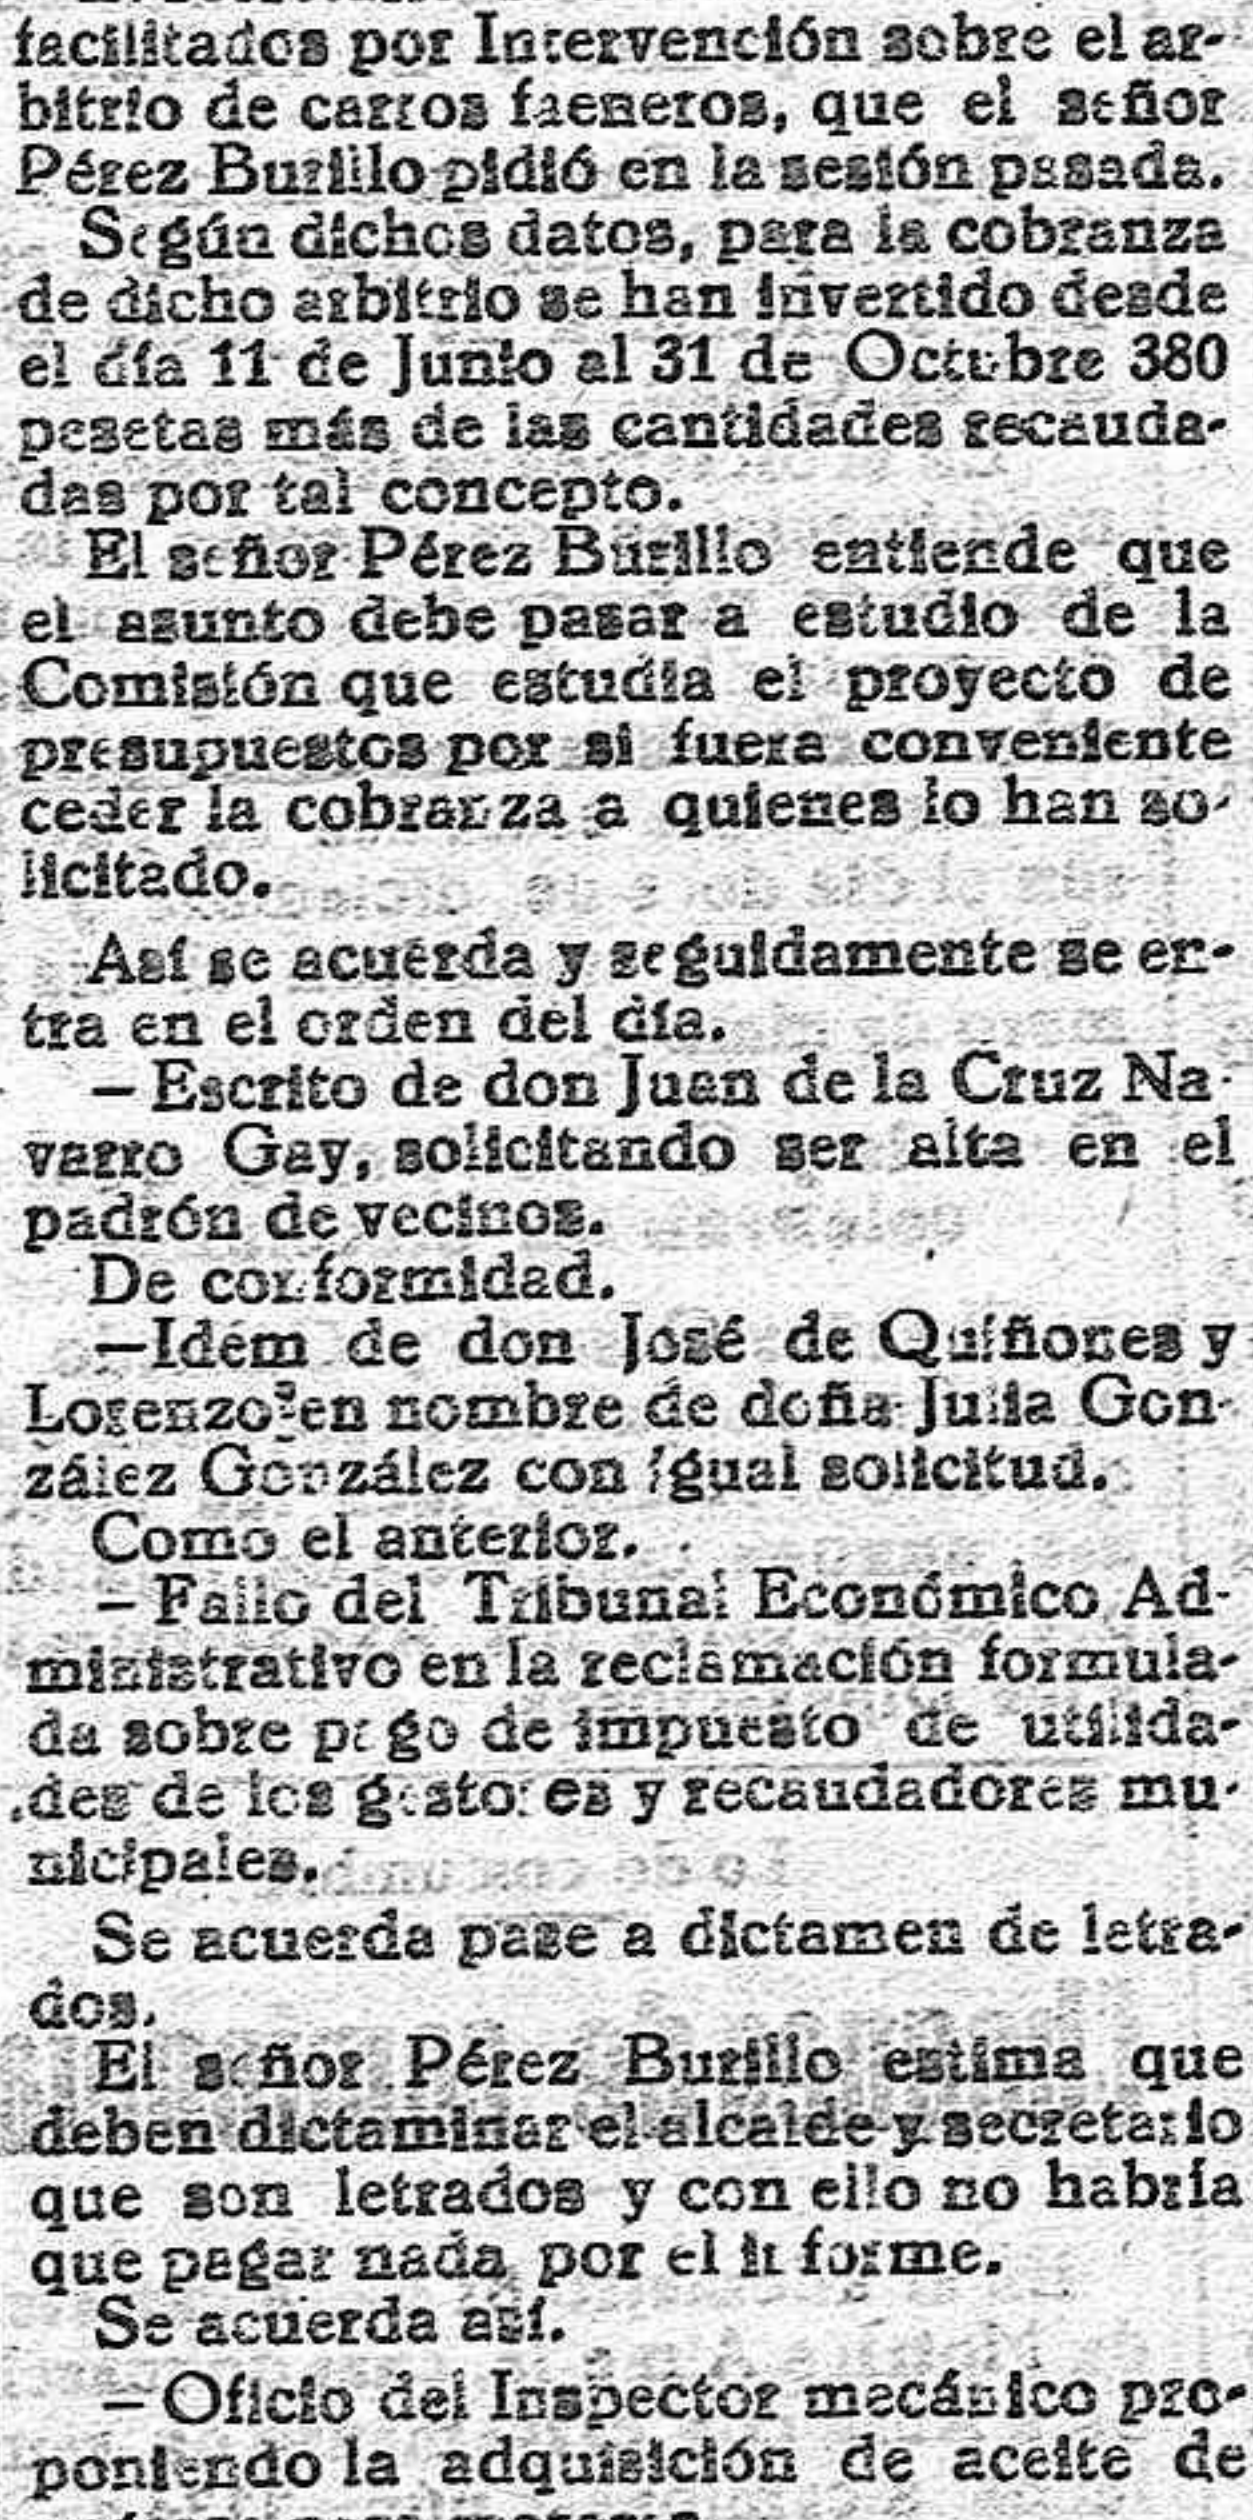 facilitados por Intervención sobre el ar-
bitrio de carros faeneros, que el señor
Pérez Burillo pidió en la sesión pasada.
Según dichos datos, para la cobranza
de dicho arbitrio se han invertido desde
el día 11 de Junio al 31 de Octubre 380
pesetas más de las cantidades recauda-
das por tal concepto.
El señor Pérez Burillo entiende que
el asunto debe pasar a estudio de la
Comisión que estudia el proyecto de
presupuestos por si fuera conveniente
ceder la cobranza a quienes lo han so-
licitado.
Así se acuerda y seguidamente se en-
tra en el orden del día.
— Escrito de don Juan de la Cruz Na-
varro Gay, solicitando ser alta en el
padrón de vecinos.
De conformidad.
—Idem de don José de Quiñones y
Lorenzo en nombre de doña Julia Gon-
zález González con igual solicitud.
Como el anterior.
— Fallo del Tribunal Económico Ad-
ministrativo en la reclamación formula-
da sobre pago de impuesto de utilida-
des de los gestores y recaudadores mu-
nicipales.
Se acuerda pase a dictamen de letra-
dos.
El señor Pérez Burillo estima que
deben dictaminar el alcalde y secretario
que son letrados y con ello no habría
que pagar nada por el informe.
Se acuerda así.
— Oficio del Inspector mecánico pro-
poniendo la adquisición de aceite de